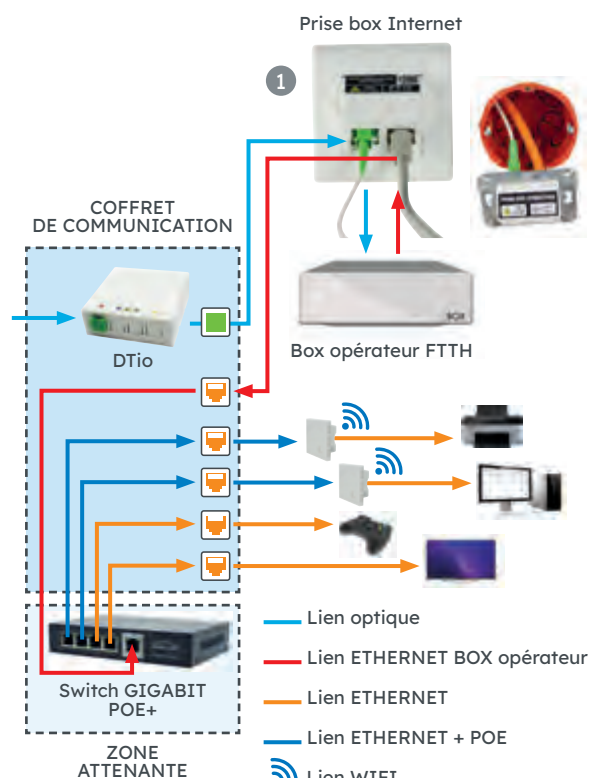 Prise box Internet
1
COFFRET
DE COMMUNICATION
DTio
BOX
Box opérateur FTTH
Switch GIGABIT
POE+
ZONE
ATTENANTE
Lien optique
Lien ETHERNET BOX opérateur
Lien ETHERNET
Lien ETHERNET + POE
Lien WIFI